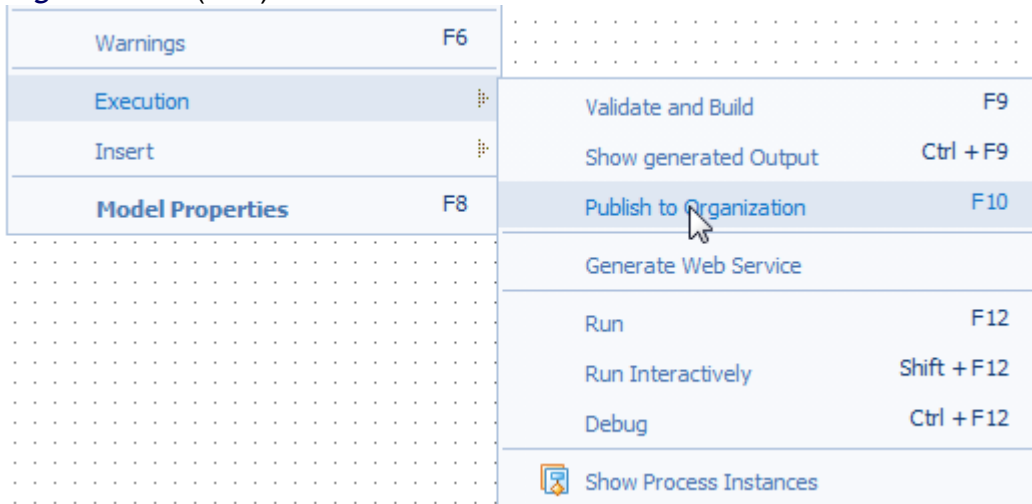 Warnings F6
Execution
Insert
Model Properties F8
Validate and Build F9
Show generated Output Ctrl + F9
Publish to Organization F10
Generate Web Service
Run F12
Run Interactively Shift + F12
Debug Ctrl + F12
Show Process Instances